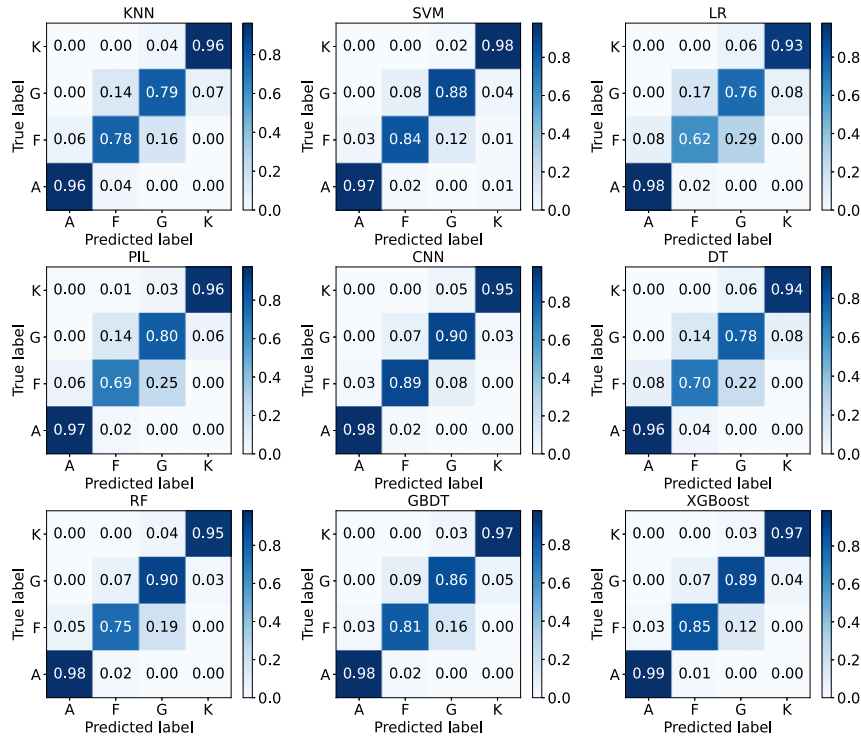 KNN SVM LR
K 0.00 0.00 0.04 0.96 0.8 K 0.00 0.00 0.02 0.98 0.8 K 0.00 0.00 0.06 0.93 0.8
G 0.00 0.14 0.79 0.07 0.6 G 0.00 0.08 0.88 0.04 0.6 G 0.00 0.17 0.76 0.08 0.6
True label True label True label
0.4 0.4 0.4
F 0.06 0.78 0.16 0.00 F 0.03 0.84 0.12 0.01 F 0.08 0.62 0.29 0.00
0.2 0.2 0.2
A 0.96 0.04 0.00 0.00 A 0.97 0.02 0.00 0.01 A 0.98 0.02 0.00 0.00
0.0 0.0 0.0
A F G K A F G K A F G K
Predicted label Predicted label Predicted label
PIL CNN DT
K 0.00 0.01 0.03 0.96 0.8 K 0.00 0.00 0.05 0.95 0.8 K 0.00 0.00 0.06 0.94 0.8
G 0.00 0.14 0.80 0.06 0.6 G 0.00 0.07 0.90 0.03 0.6 G 0.00 0.14 0.78 0.08 0.6
True label True label True label
0.4 0.4 0.4
F 0.06 0.69 0.25 0.00 F 0.03 0.89 0.08 0.00 F 0.08 0.70 0.22 0.00
0.2 0.2 0.2
A 0.97 0.02 0.00 0.00 A 0.98 0.02 0.00 0.00 A 0.96 0.04 0.00 0.00
0.0 0.0 0.0
A F G K A F G K A F G K
Predicted label Predicted label Predicted label
RF GBDT XGBoost
K 0.00 0.00 0.04 0.95 0.8 K 0.00 0.00 0.03 0.97 0.8 K 0.00 0.00 0.03 0.97 0.8
G 0.00 0.07 0.90 0.03 0.6 G 0.00 0.09 0.86 0.05 0.6 G 0.00 0.07 0.89 0.04 0.6
True label True label True label
0.4 0.4 0.4
F 0.05 0.75 0.19 0.00 F 0.03 0.81 0.16 0.00 F 0.03 0.85 0.12 0.00
0.2 0.2 0.2
A 0.98 0.02 0.00 0.00 A 0.98 0.02 0.00 0.00 A 0.99 0.01 0.00 0.00
0.0 0.0 0.0
A F G K A F G K A F G K
Predicted label Predicted label Predicted label